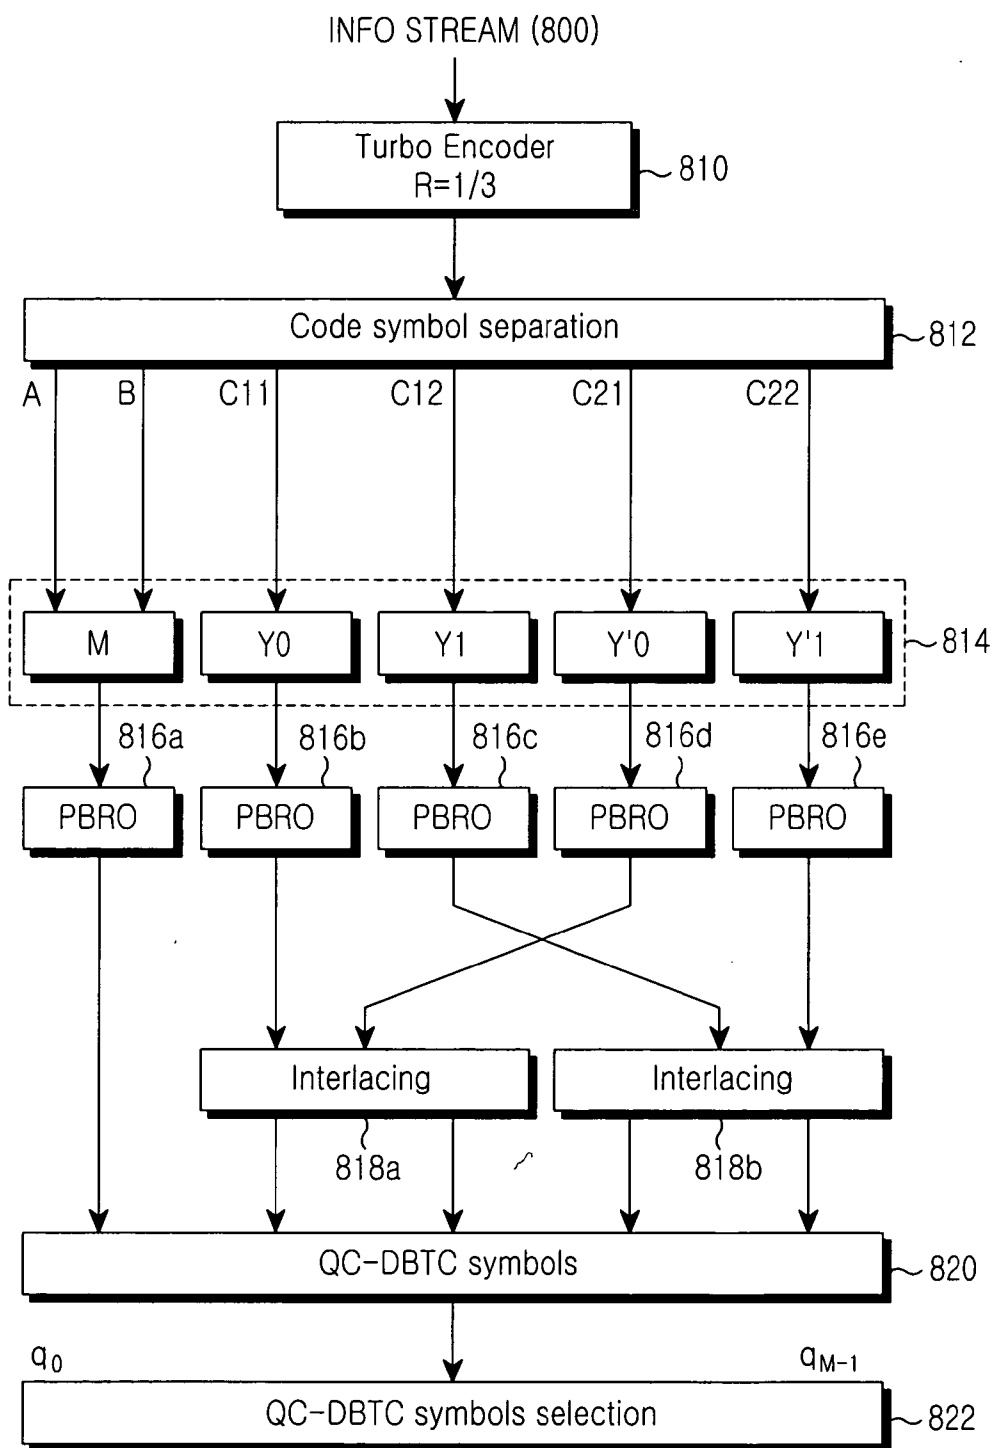 INFO STREAM (800)
Turbo Encoder
R=1/3
810
Code symbol separation
812
A B C11 C12 C21 C22
M Y0 Y1 Y'0 Y'1
814
816a 816b 816c 816d 816e
PBRO PBRO PBRO PBRO PBRO
Interlacing Interlacing
818a 818b
QC-DBTC symbols
820
q0 qM-1
QC-DBTC symbols selection
822